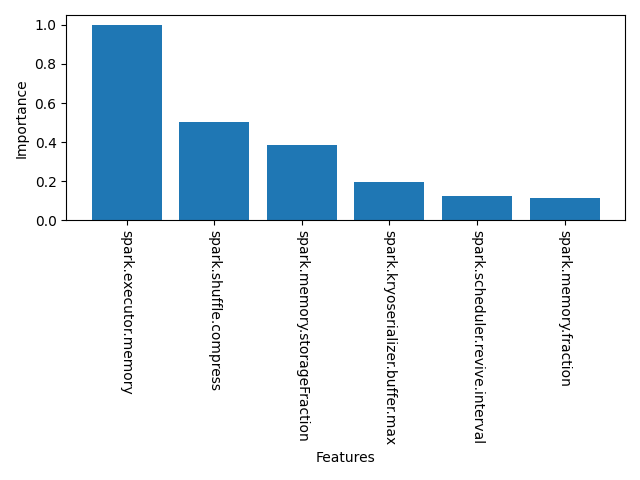 1.0
0.8
0.6
0.4
0.2
0.0
Importance
spark.executor.memory
spark.shuffle.compress
spark.memory.storageFraction
spark.kryoserializer.buffer.max
spark.scheduler.revive.interval
spark.memory.fraction
Features